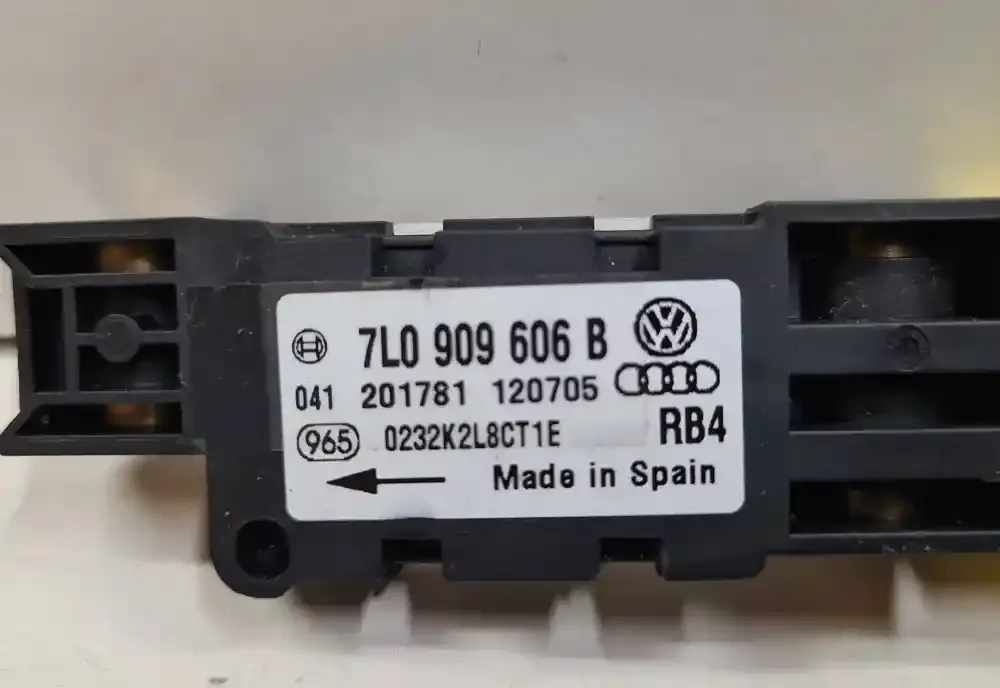 7L0 909 606 B
041 201781 120705
965 0232K2L8CT1E RB4
Made in Spain